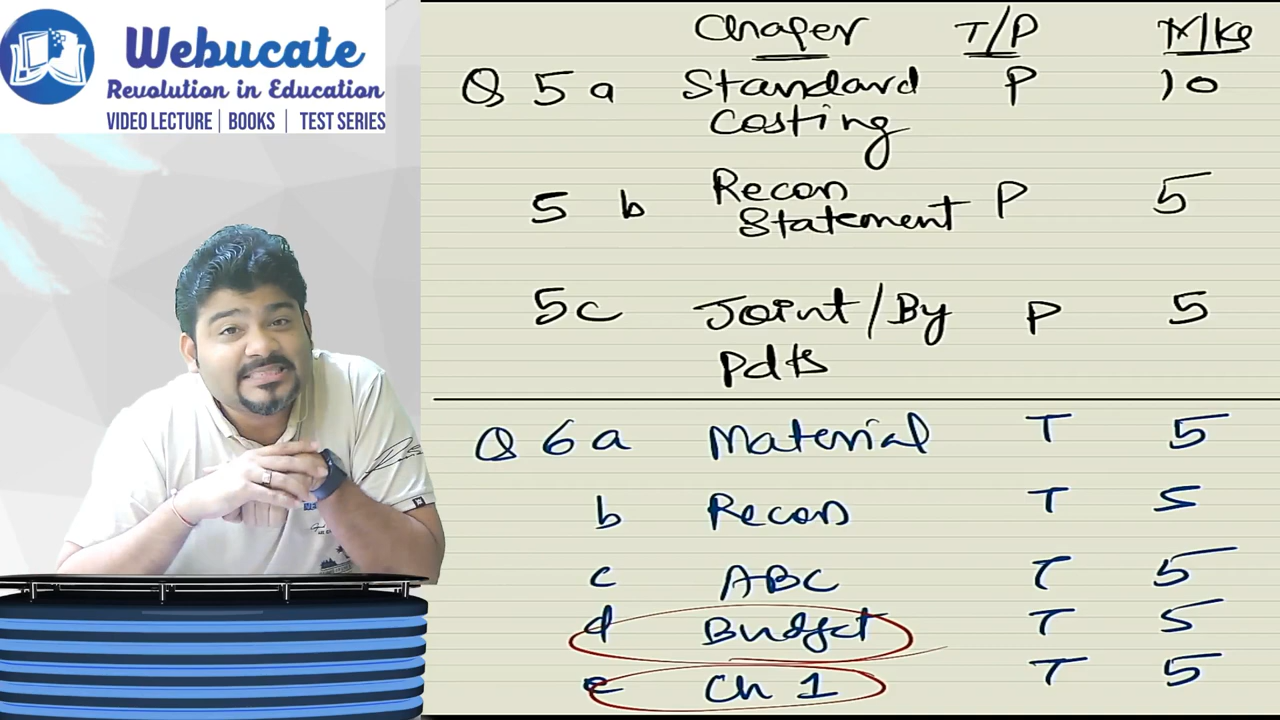 Webucate
Revolution in Education
VIDEO LECTURE | BOOKS | TEST SERIES
Chaper T/P M/Ks
Q 5 a Standard Costing P 10
5 b Recon Statement P 5
5c Joint/By Pdts P 5
Q 6 a Material T 5
b Recon T 5
c ABC T 5
d Budget T 5
e Ch 1 T 5